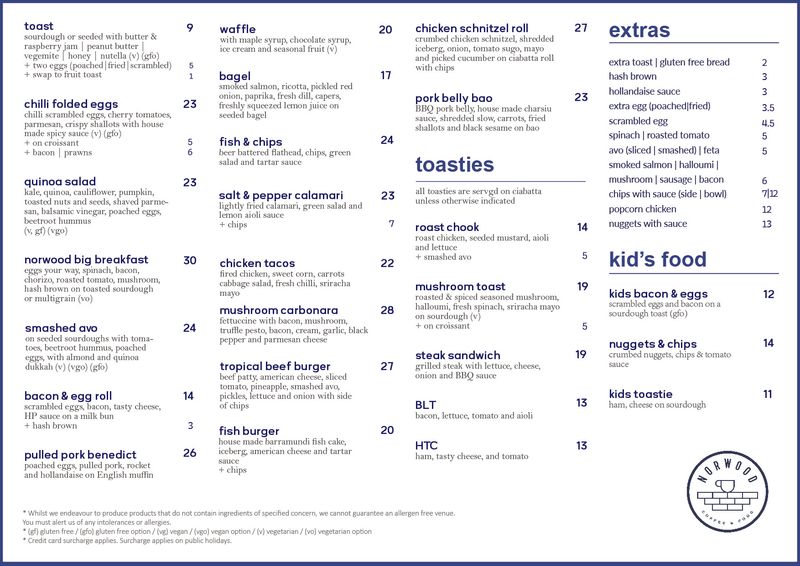 toast 9
sourdough or seeded with butter &
raspberry jam | peanut butter |
vegemite | honey | nutella (v) (gfo)
+ two eggs (poached|fried|scrambled) 5
+ swap to fruit toast 1
chilli folded eggs 23
chilli scrambled eggs, cherry tomatoes,
parmesan, crispy shallots with house
made spicy sauce (v) (gfo)
+ on croissant 5
+ bacon | prawns 6
quinoa salad 23
kale, quinoa, cauliflower, pumpkin,
toasted nuts and seeds, shaved parme-
san, balsamic vinegar, poached eggs,
beetroot hummus
(v, gf) (vgo)
norwood big breakfast 30
eggs your way, spinach, bacon,
chorizo, roasted tomato, mushroom,
hash brown on toasted sourdough
or multigrain (vo)
smashed avo 24
on seeded sourdoughs with toma-
toes, beetroot hummus, poached
eggs, with almond and quinoa
dukkah (v) (vgo) (gfo)
bacon & egg roll 14
scrambled eggs, bacon, tasty cheese,
HP sauce on a milk bun
+ hash brown 3
pulled pork benedict 26
poached eggs, pulled pork, rocket
and hollandaise on English muffin
waffle 20
with maple syrup, chocolate syrup,
ice cream and seasonal fruit (v)
bagel 17
smoked salmon, ricotta, pickled red
onion, paprika, fresh dill, capers,
freshly squeezed lemon juice on
seeded bagel
fish & chips 24
beer battered flathead, chips, green
salad and tartar sauce
salt & pepper calamari 23
lightly fried calamari, green salad and
lemon aioli sauce
+ chips 7
chicken tacos 22
fired chicken, sweet corn, carrots
cabbage salad, fresh chilli, sriracha
mayo
mushroom carbonara 28
fettuccine with bacon, mushroom,
truffle pesto, bacon, cream, garlic, black
pepper and parmesan cheese
tropical beef burger 27
beef patty, american cheese, sliced
tomato, pineapple, smashed avo,
pickles, lettuce and onion with side
of chips
fish burger 20
house made barramundi fish cake,
iceberg, american cheese and tartar
sauce
+ chips
chicken schnitzel roll 27
crumbed chicken schnitzel, shredded
iceberg, onion, tomato sugo, mayo
and picked cucumber on ciabatta roll
with chips
pork belly bao 23
BBQ pork belly, house made charsiu
sauce, shredded slow, carrots, fried
shallots and black sesame on bao
toasties
all toasties are servgd on ciabatta
unless otherwise indicated
roast chook 14
roast chicken, seeded mustard, aioli
and lettuce
+ smashed avo 5
mushroom toast 19
roasted & spiced seasoned mushroom,
halloumi, fresh spinach, sriracha mayo
on sourdough (v)
+ on croissant 5
steak sandwich 19
grilled steak with lettuce, cheese,
onion and BBQ sauce
BLT 13
bacon, lettuce, tomato and aioli
HTC 13
ham, tasty cheese, and tomato
extras
extra toast | gluten free bread 2
hash brown 3
hollandaise sauce 3
extra egg (poached|fried) 3.5
scrambled egg 4.5
spinach | roasted tomato 5
avo (sliced | smashed) | feta 5
smoked salmon | halloumi |
mushroom | sausage | bacon 6
chips with sauce (side | bowl) 7|12
popcorn chicken 12
nuggets with sauce 13
kid's food
kids bacon & eggs 12
scrambled eggs and bacon on a
sourdough toast (gfo)
nuggets & chips 14
crumbed nuggets, chips & tomato
sauce
kids toastie 11
ham, cheese on sourdough
NORWOOD
COFFEE & FOOD
* Whilst we endeavour to produce products that do not contain ingredients of specified concern, we cannot guarantee an allergen free venue.
You must alert us of any intolerances or allergies.
* (gf) gluten free / (gfo) gluten free option / (vg) vegan / (vgo) vegan option / (v) vegetarian / (vo) vegetarian option
* Credit card surcharge applies. Surcharge applies on public holidays.